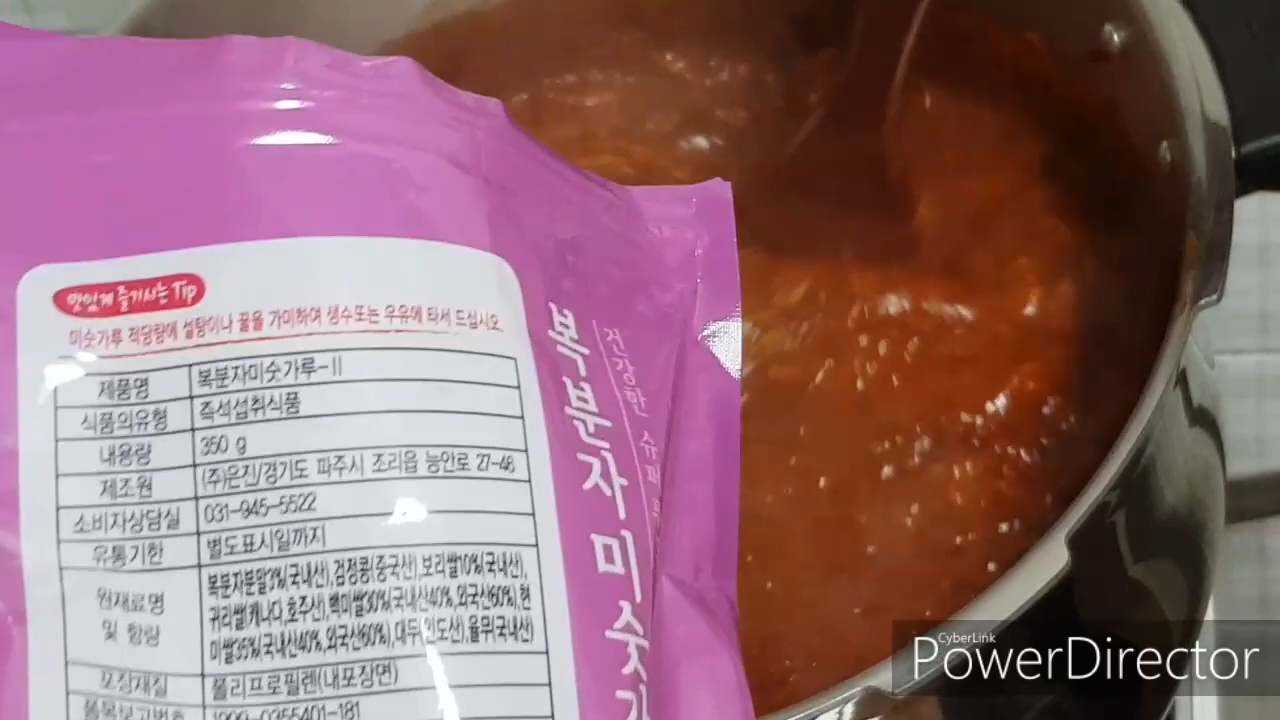 맛있게 즐기시는 Tip
미숫가루 적당량에 설탕이나 꿀을 가미하여 생수또는 우유에 타서 드십시오.
제품명 복분자미숫가루-II
식품의유형 즉석섭취식품
내용량 350 g
제조원 (주)은진/경기도 파주시 조리읍 능안로 27-46
소비자상담실 031-945-5522
유통기한 별도표시일까지
원재료명 및 함량 복분자분말3%(국내산),검정콩(중국산),보리쌀10%(국내산),
귀리쌀(캐나다,호주산),백미쌀30%(국내산40%,외국산60%),현
미쌀35%(국내산40%,외국산60%),대두(인도산),율무(국내산)
포장재질 폴리프로필렌(내포장면)
품목보고번호 1999-0355401-181
건강한 슈퍼
복분자 미숫가
CyberLink
PowerDirector